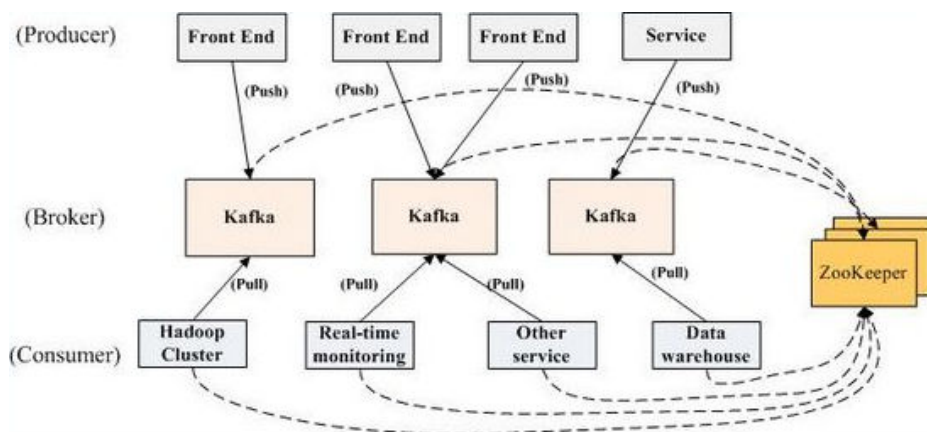 (Producer)
Front End
Front End
Front End
Service
(Push)
(Push)
(Push)
(Push)
(Broker)
Kafka
Kafka
Kafka
ZooKeeper
(Pull)
(Pull)
(Pull)
(Pull)
(Consumer)
Hadoop
Cluster
Real-time
monitoring
Other
service
Data
warehouse